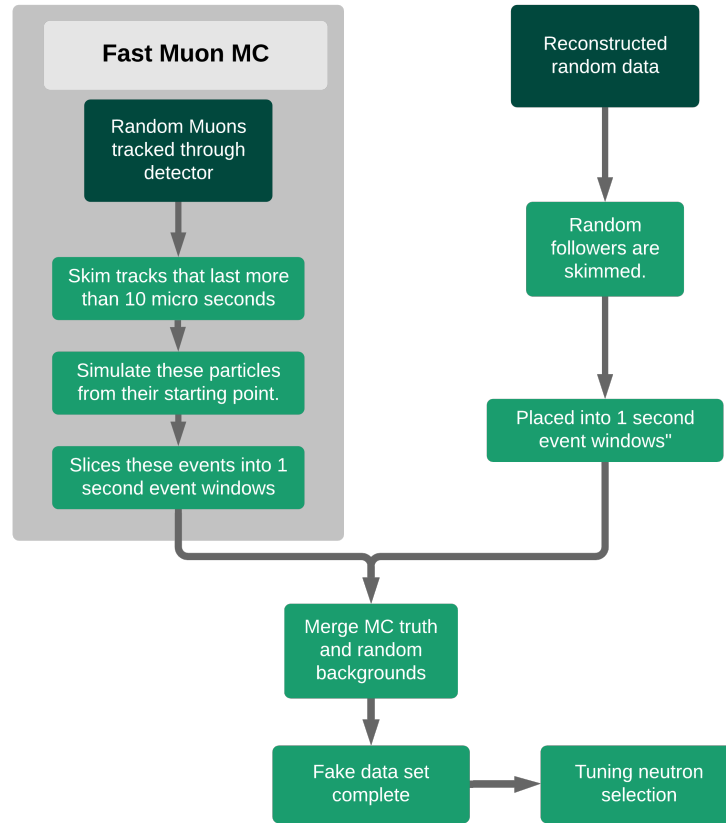 Fast Muon MC
Random Muons
tracked through
detector
Skim tracks that last more
than 10 micro seconds
Simulate these particles
from their starting point.
Slices these events into 1
second event windows
Reconstructed
random data
Random
followers are
skimmed.
Placed into 1 second
event windows"
Merge MC truth
and random
backgrounds
Fake data set
complete
Tuning neutron
selection